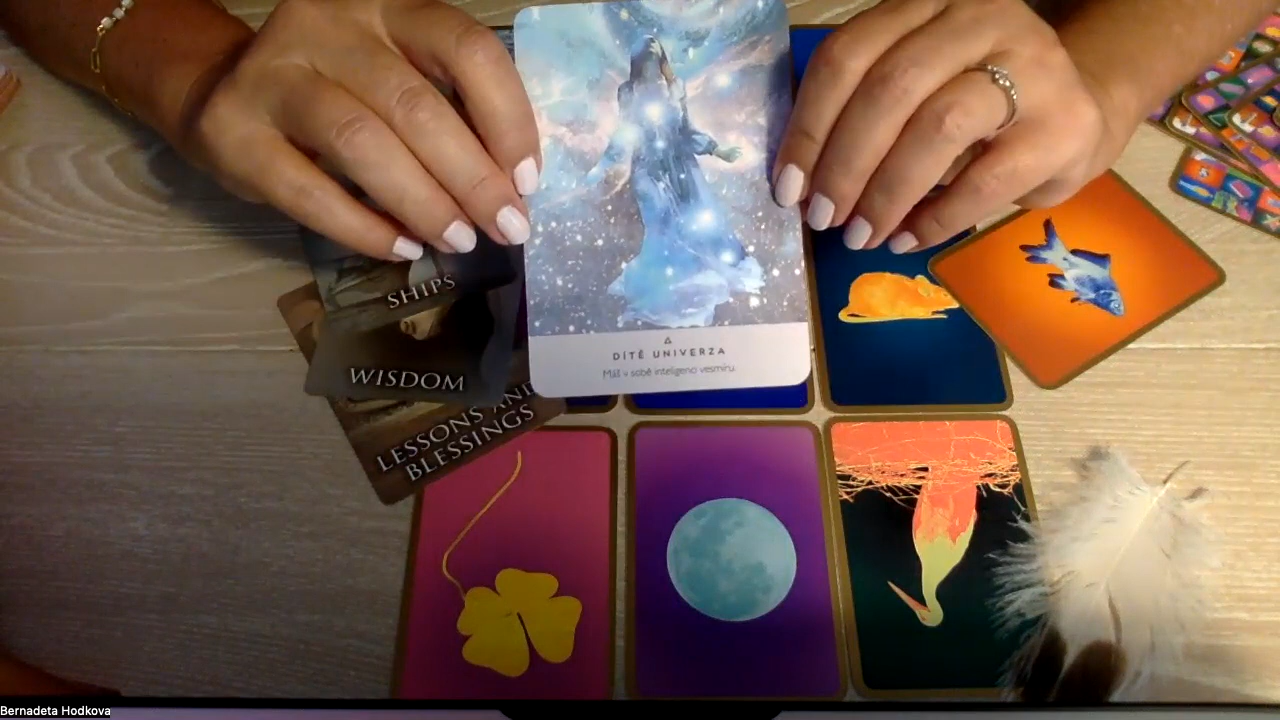 SHIPS
WISDOM
LESSONS AND
BLESSINGS
DÍTĚ UNIVERZA
Máš v sobě inteligenci vesmíru.
Bernadeta Hodkova